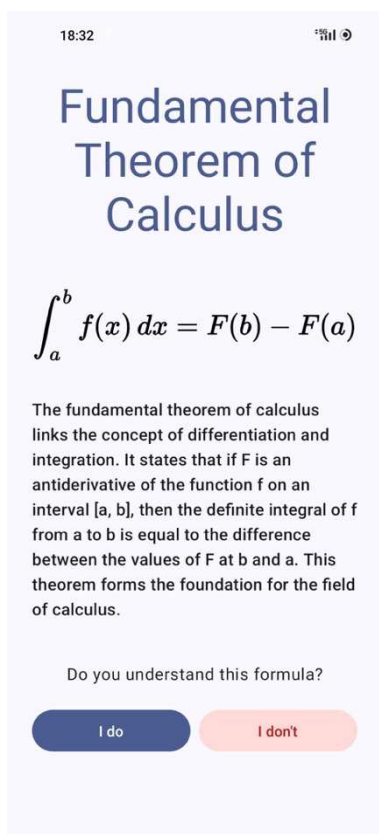 18:32
5G
Fundamental
Theorem of
Calculus
∫_a^b f(x) dx = F(b) − F(a)
The fundamental theorem of calculus
links the concept of differentiation and
integration. It states that if F is an
antiderivative of the function f on an
interval [a, b], then the definite integral of f
from a to b is equal to the difference
between the values of F at b and a. This
theorem forms the foundation for the field
of calculus.
Do you understand this formula?
I do
I don't